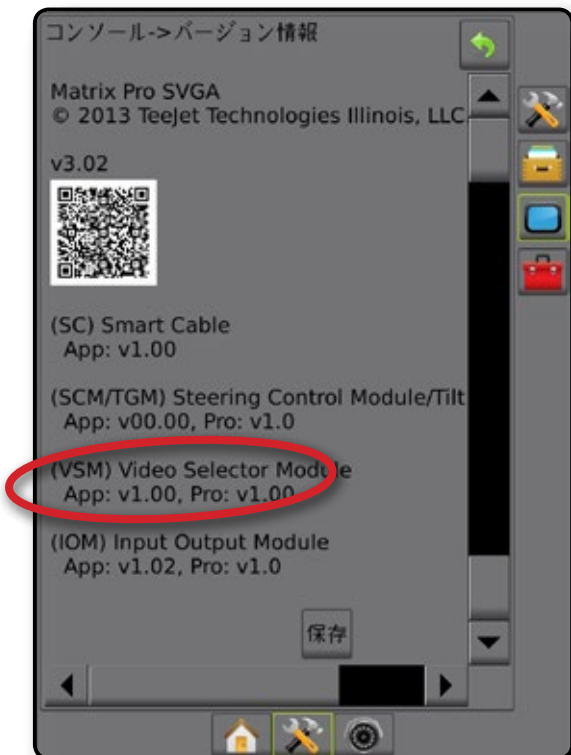 コンソール->バージョン情報
Matrix Pro SVGA
© 2013 TeeJet Technologies Illinois, LLC
v3.02
(SC) Smart Cable
App: v1.00
(SCM/TGM) Steering Control Module/Tilt
App: v00.00, Pro: v1.0
(VSM) Video Selector Module
App: v1.00, Pro: v1.00
(IOM) Input Output Module
App: v1.02, Pro: v1.0
保存